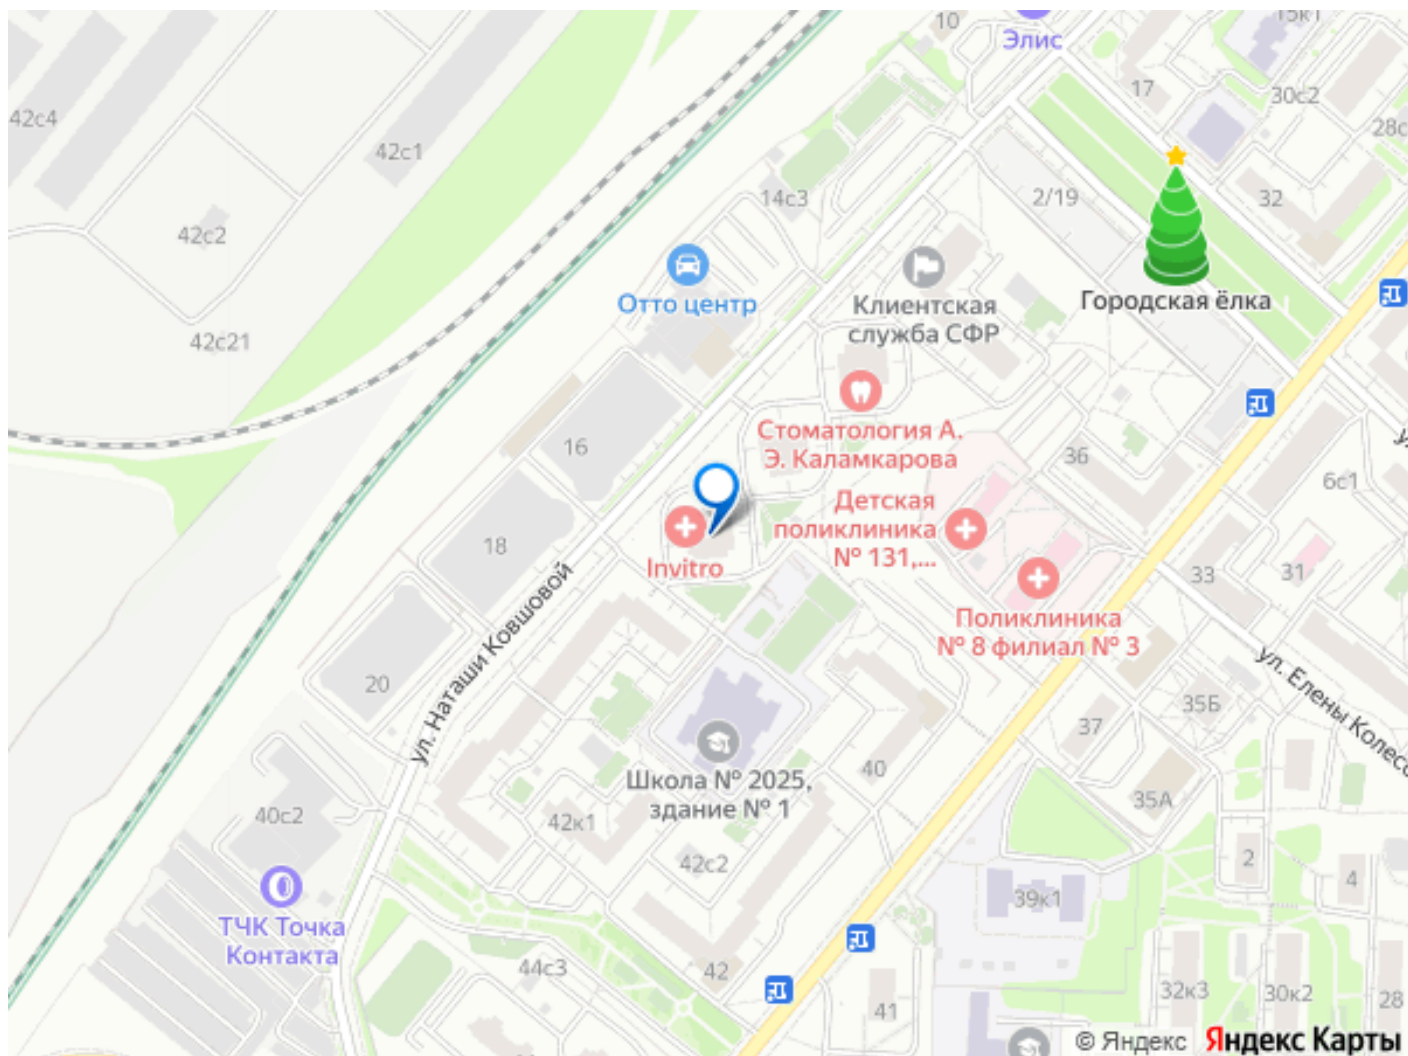 10
Элис
15к1
17
30с2
28с
42с4
42с1
14с3
2/19
32
42с2
Отто центр
Клиентская
служба СФР
Городская ёлка
42с21
Стоматология А.
Э. Каламкарова
16
36
6с1
Детская
поликлиника
№ 131,...
18
Invitro
33
31
Поликлиника
№ 8 филиал № 3
ул. Наташи Ковшовой
ул. Елены Колесо
20
35Б
37
Школа № 2025,
здание № 1
40
35А
40с2
42к1
42с2
2
4
39к1
ТЧК Точка
Контакта
44с3
42
41
32к3
30к2
28
© Яндекс Яндекс Карты